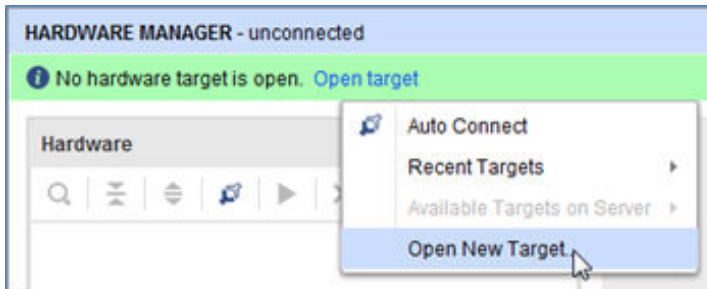 HARDWARE MANAGER - unconnected
No hardware target is open. Open target
Hardware
Auto Connect
Recent Targets
Available Targets on Server
Open New Target...